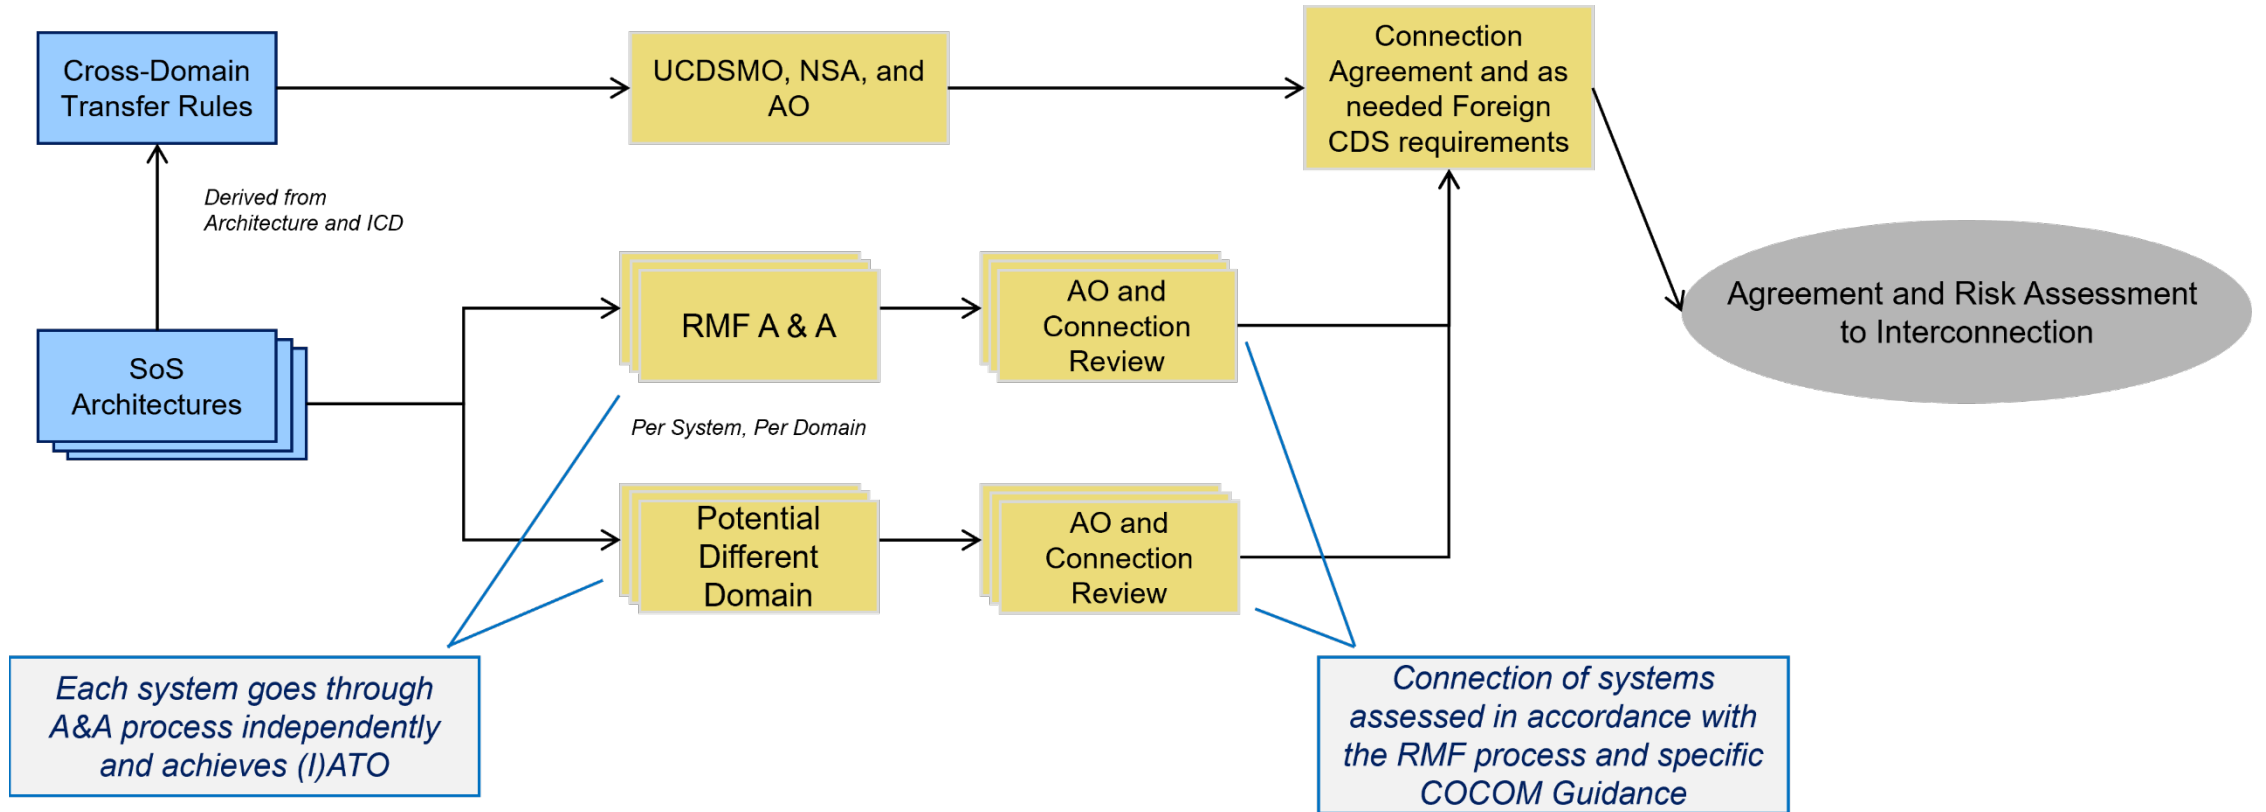 Cross-Domain
Transfer Rules
UCDSMO, NSA, and
AO
Connection
Agreement and as
needed Foreign
CDS requirements
Derived from
Architecture and ICD
SoS
Architectures
RMF A & A
AO and
Connection
Review
Agreement and Risk Assessment
to Interconnection
Per System, Per Domain
Potential
Different
Domain
AO and
Connection
Review
Each system goes through
A&A process independently
and achieves (I)ATO
Connection of systems
assessed in accordance with
the RMF process and specific
COCOM Guidance